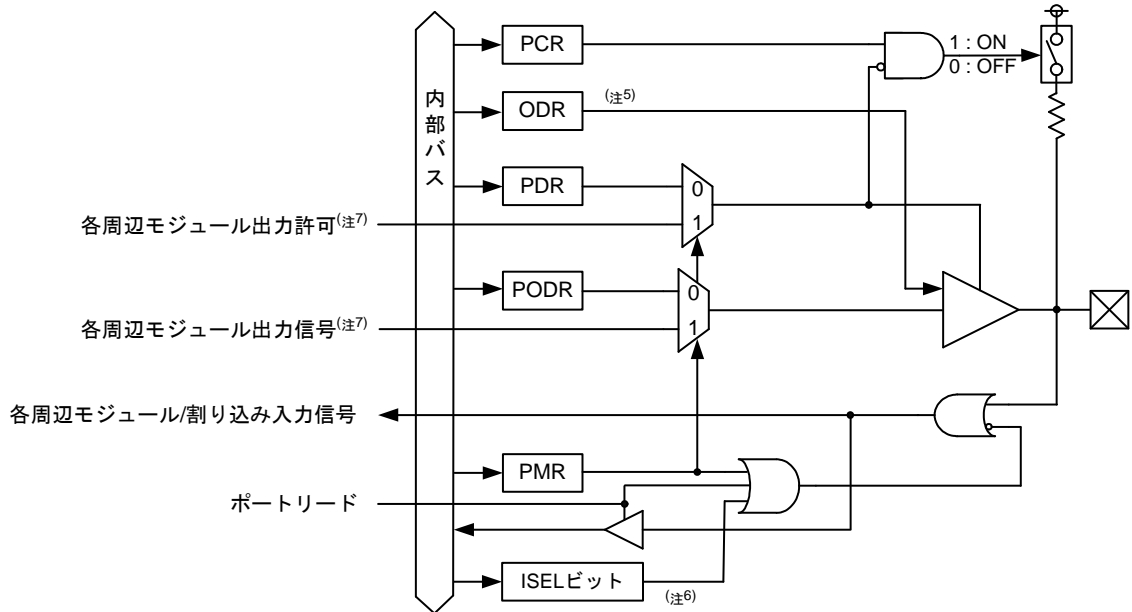 PCR
1 : ON
0 : OFF
内部バス
ODR
(注5)
PDR
0
1
各周辺モジュール出力許可(注7)
PODR
0
1
各周辺モジュール出力信号(注7)
各周辺モジュール/割り込み入力信号
PMR
ポートリード
ISELビット
(注6)